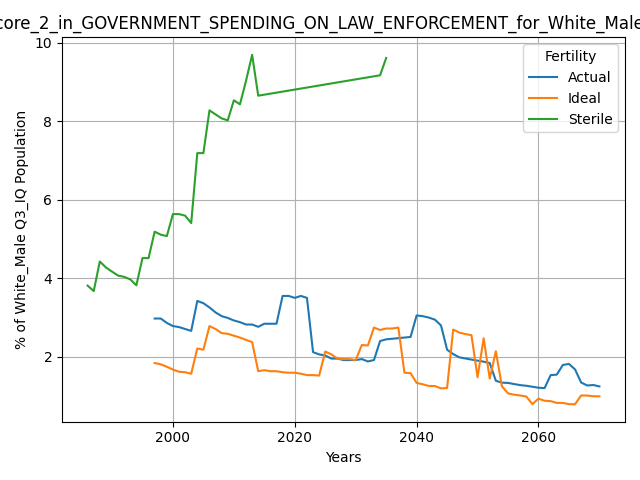 core_2_in_GOVERNMENT_SPENDING_ON_LAW_ENFORCEMENT_for_White_Male
Fertility
Actual
Ideal
Sterile
% of White_Male Q3_IQ Population
10
8
6
4
2
2000 2020 2040 2060
Years